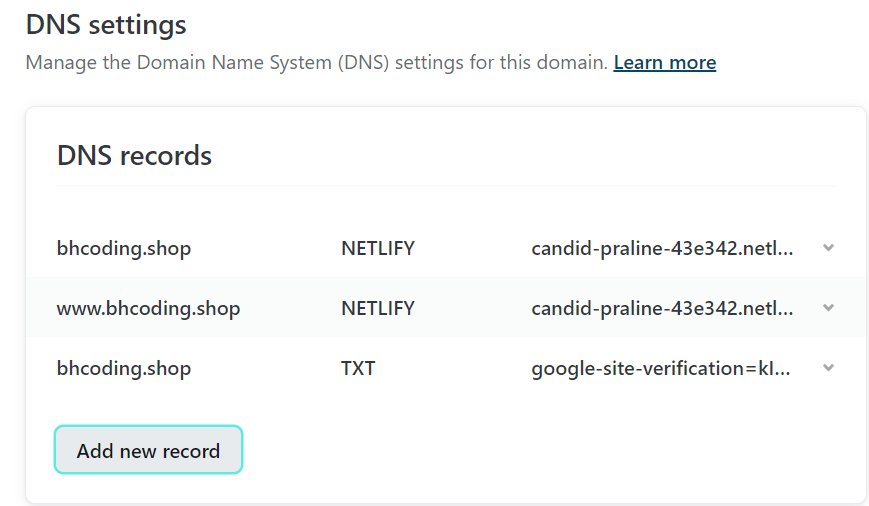 DNS settings
Manage the Domain Name System (DNS) settings for this domain. Learn more
DNS records
bhcoding.shop NETLIFY candid-praline-43e342.netl...
www.bhcoding.shop NETLIFY candid-praline-43e342.netl...
bhcoding.shop TXT google-site-verification=kI...
Add new record